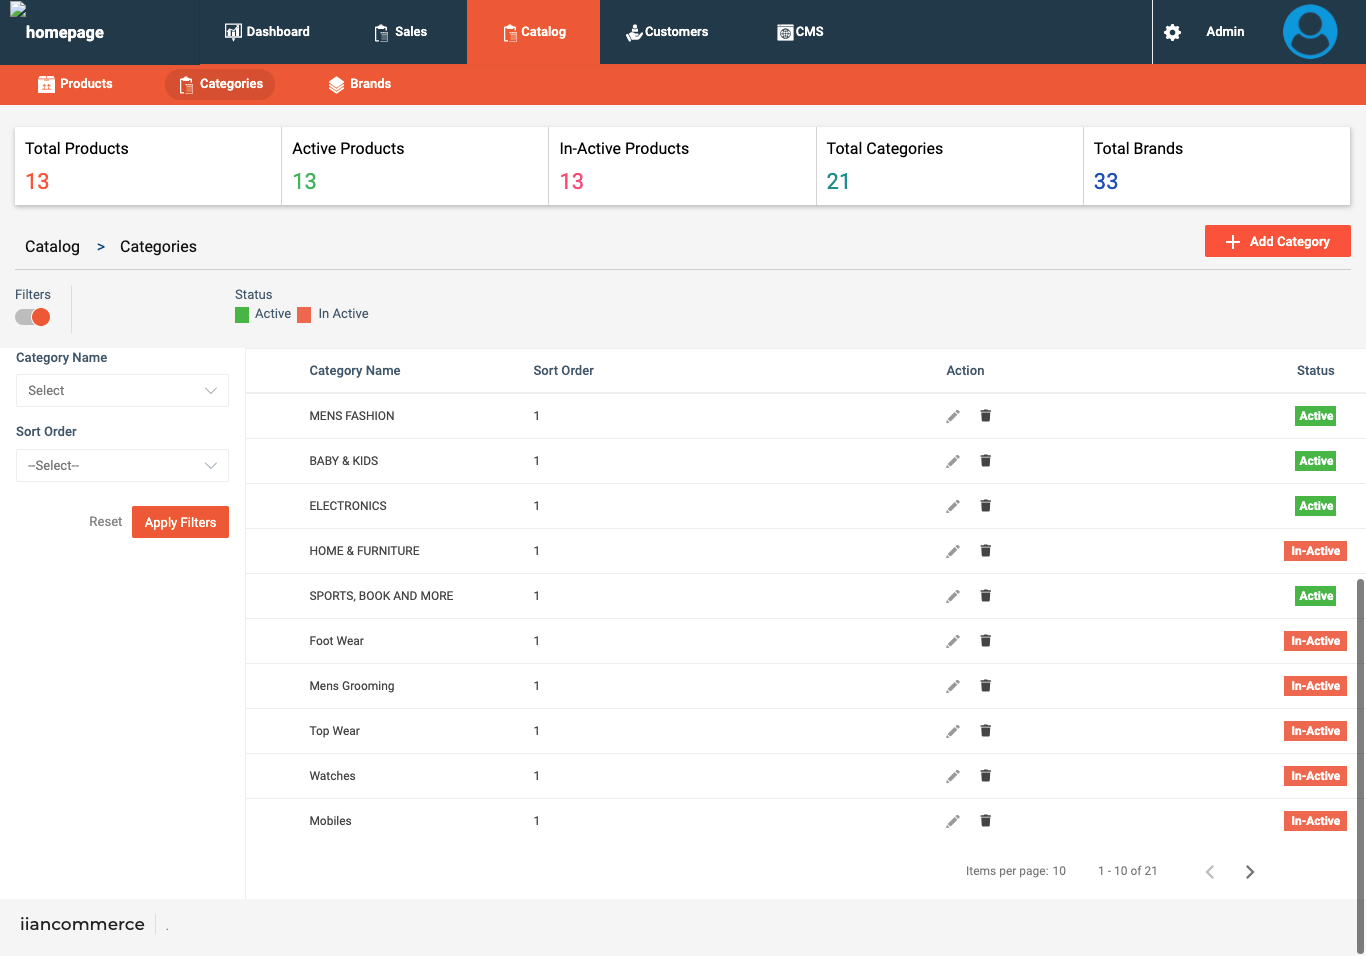 homepage
Dashboard
Sales
Catalog
Customers
CMS
Admin
Products
Categories
Brands
Total Products
13
Active Products
13
In-Active Products
13
Total Categories
21
Total Brands
33
Catalog > Categories
Add Category
Filters
Status
Active In Active
Category Name
Select
Sort Order
--Select--
Reset
Apply Filters
Category Name Sort Order Action Status
MENS FASHION 1 Active
BABY & KIDS 1 Active
ELECTRONICS 1 Active
HOME & FURNITURE 1 In-Active
SPORTS, BOOK AND MORE 1 Active
Foot Wear 1 In-Active
Mens Grooming 1 In-Active
Top Wear 1 In-Active
Watches 1 In-Active
Mobiles 1 In-Active
Items per page: 10 1 - 10 of 21
iiancommerce .